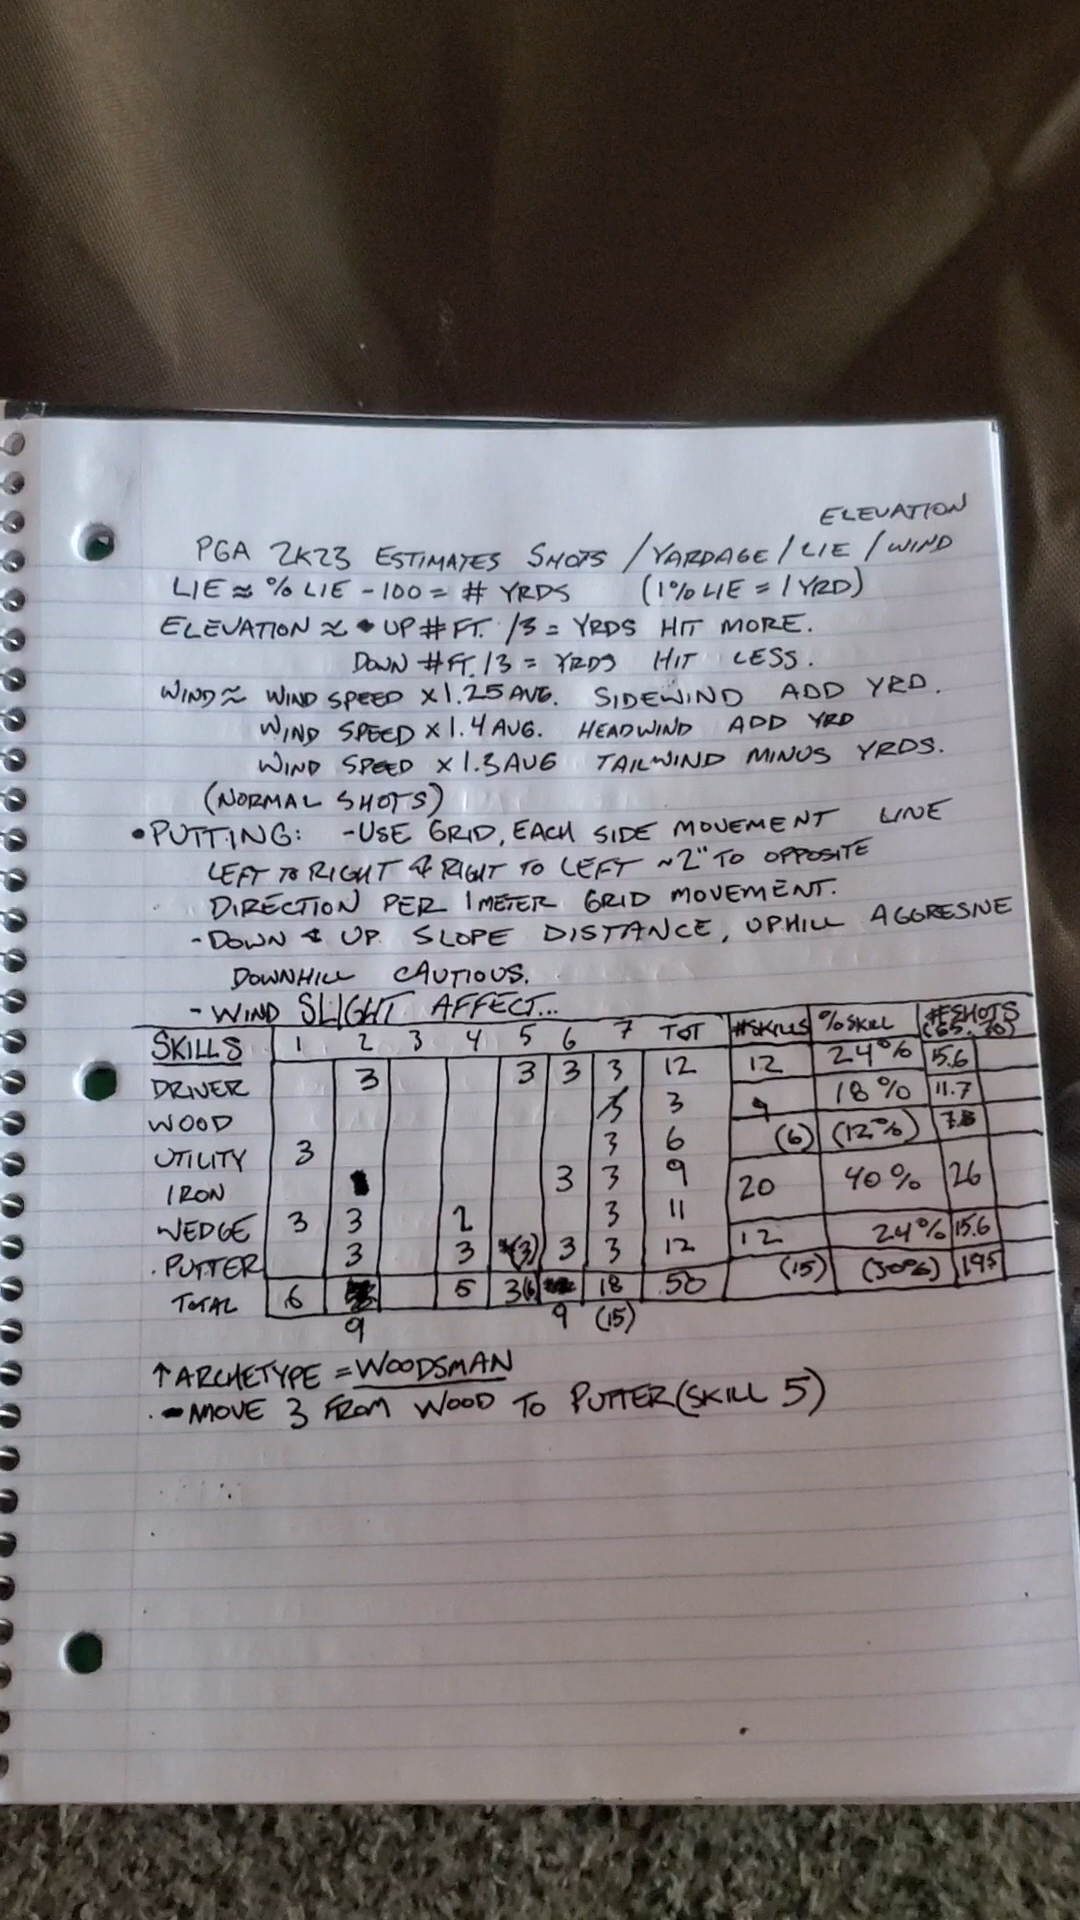 ELEVATION
PGA 2K23 ESTIMATES SHOTS / YARDAGE / LIE / WIND
LIE ≈ % LIE - 100 = # YRDS (1% LIE = 1 YRD)
ELEVATION ≈ UP # FT. /3 = YRDS HIT MORE.
DOWN # FT. /3 = YRDS HIT LESS.
WIND ≈ WIND SPEED X 1.25 AVG. SIDEWIND ADD YRD.
WIND SPEED X 1.4 AVG. HEADWIND ADD YRD
WIND SPEED X 1.3 AVG TAILWIND MINUS YRDS.
(NORMAL SHOTS)
• PUTTING: - USE GRID, EACH SIDE MOVEMENT LINE
LEFT TO RIGHT & RIGHT TO LEFT ~2" TO OPPOSITE
DIRECTION PER 1 METER GRID MOVEMENT.
- DOWN & UP SLOPE DISTANCE, UPHILL AGGRESIVE
DOWNHILL CAUTIOUS.
- WIND SLIGHT AFFECT...
SKILLS 1 2 3 4 5 6 7 TOT #SKILLS % SKILL #SHOTS (65-70)
DRIVER 3 3 3 3 12 12 24% 15.6
WOOD 3 3 9 18% 11.7
UTILITY 3 3 6 (6) (12%)
IRON 3 3 9 20 40% 26
WEDGE 3 3 2 3 11 12 24% 15.6
. PUTTER 3 3 (3) 3 3 12 (15) (30%) 19.5
TOTAL 6 5 3 18 50
9 9 (15)
↑ ARCHETYPE = WOODSMAN
- MOVE 3 FROM WOOD TO PUTTER (SKILL 5)